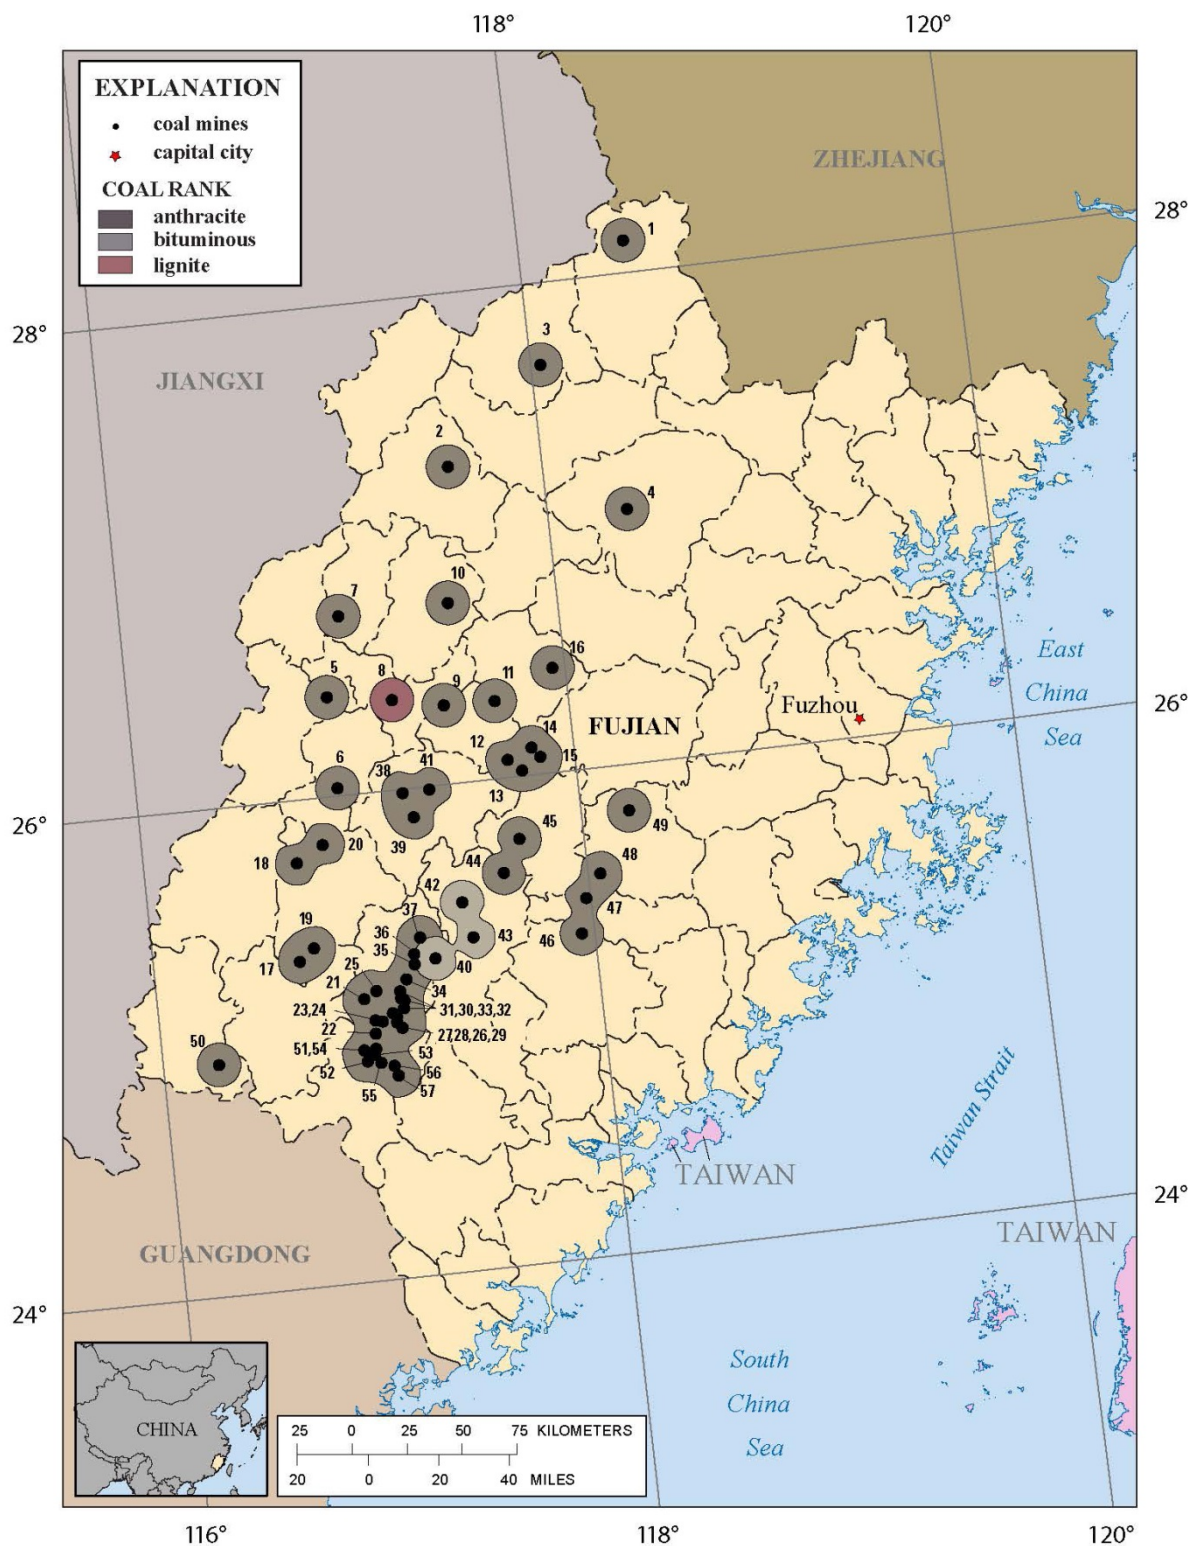 118°
120°
EXPLANATION
coal mines
capital city
COAL RANK
anthracite
bituminous
lignite
ZHEJIANG
28°
1
28°
3
JIANGXI
2
4
10
7
16
East
China
Sea
5
8
9
11
26°
Fuzhou
FUJIAN
14
12
15
6
38
41
13
26°
45
49
18
20
39
44
48
42
37
47
19
36
43
46
35
17
25
40
21
34
23,24
31,30,33,32
22
27,28,26,29
50
51,54
53
52
56
55
57
Taiwan Strait
TAIWAN
24°
TAIWAN
GUANGDONG
24°
South
China
Sea
CHINA
25 0 25 50 75 KILOMETERS
20 0 20 40 MILES
116°
118°
120°